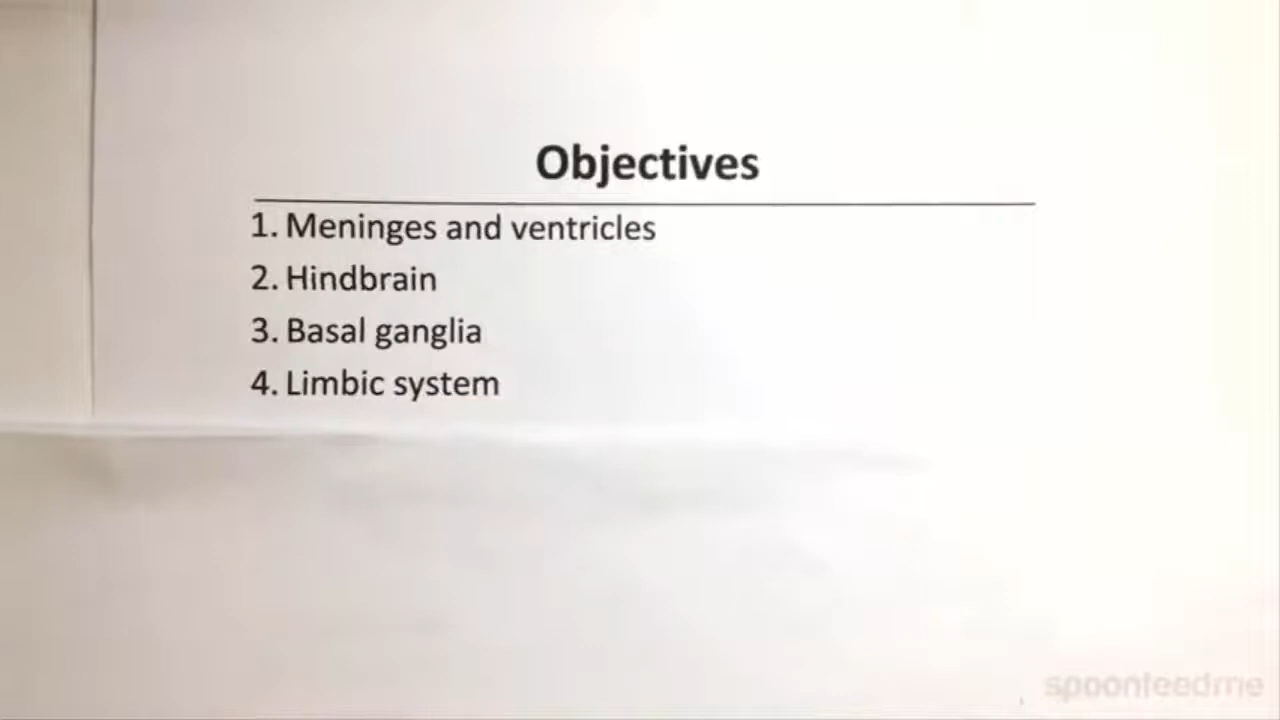 Objectives
1. Meninges and ventricles
2. Hindbrain
3. Basal ganglia
4. Limbic system
spoonfeedme